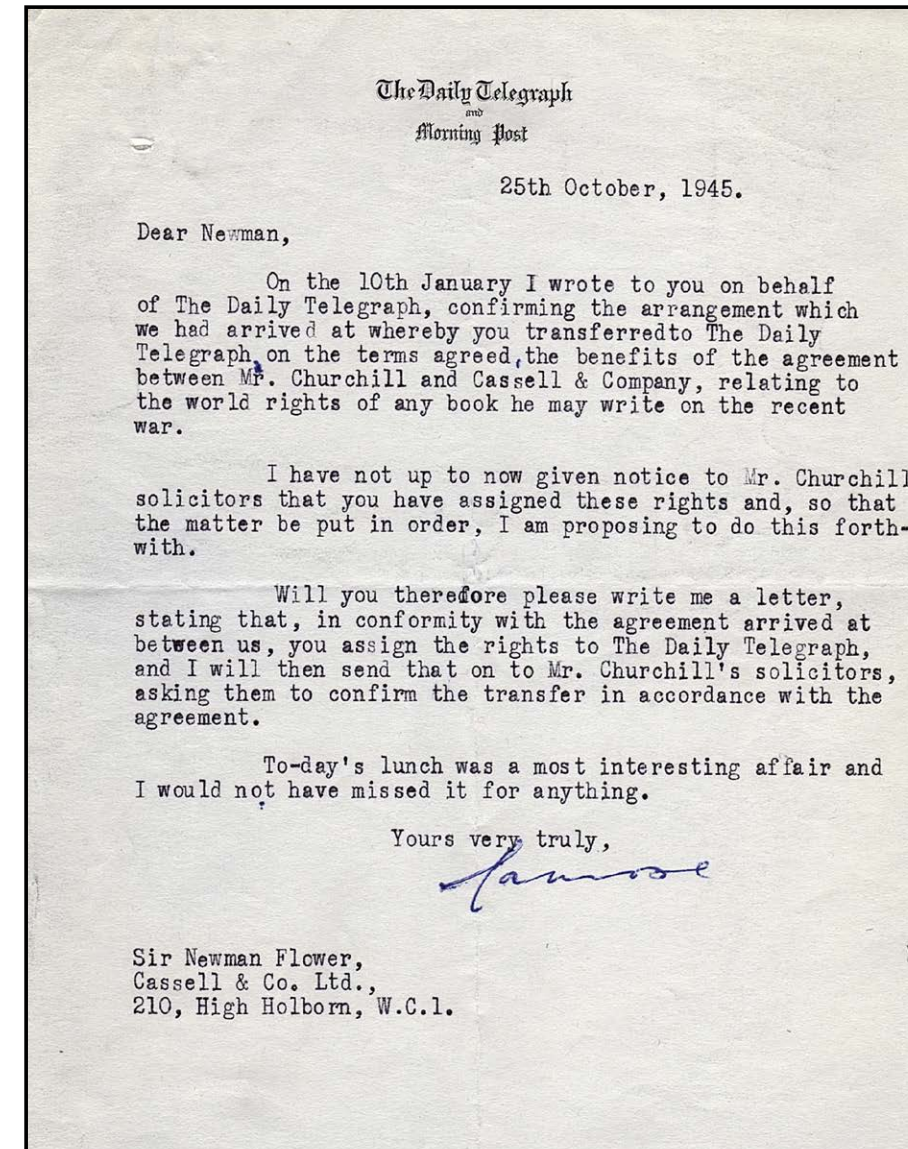 The Daily Telegraph
and
Morning Post
25th October, 1945.
Dear Newman,
On the 10th January I wrote to you on behalf
of The Daily Telegraph, confirming the arrangement which
we had arrived at whereby you transferredto The Daily
Telegraph, on the terms agreed, the benefits of the agreement
between Mr. Churchill and Cassell & Company, relating to
the world rights of any book he may write on the recent
war.
I have not up to now given notice to Mr. Churchill
solicitors that you have assigned these rights and, so that
the matter be put in order, I am proposing to do this forth-
with.
Will you therefore please write me a letter,
stating that, in conformity with the agreement arrived at
between us, you assign the rights to The Daily Telegraph,
and I will then send that on to Mr. Churchill's solicitors,
asking them to confirm the transfer in accordance with the
agreement.
To-day's lunch was a most interesting affair and
I would not have missed it for anything.
Yours very truly,
Camrose
Sir Newman Flower,
Cassell & Co. Ltd.,
210, High Holborn, W.C.1.